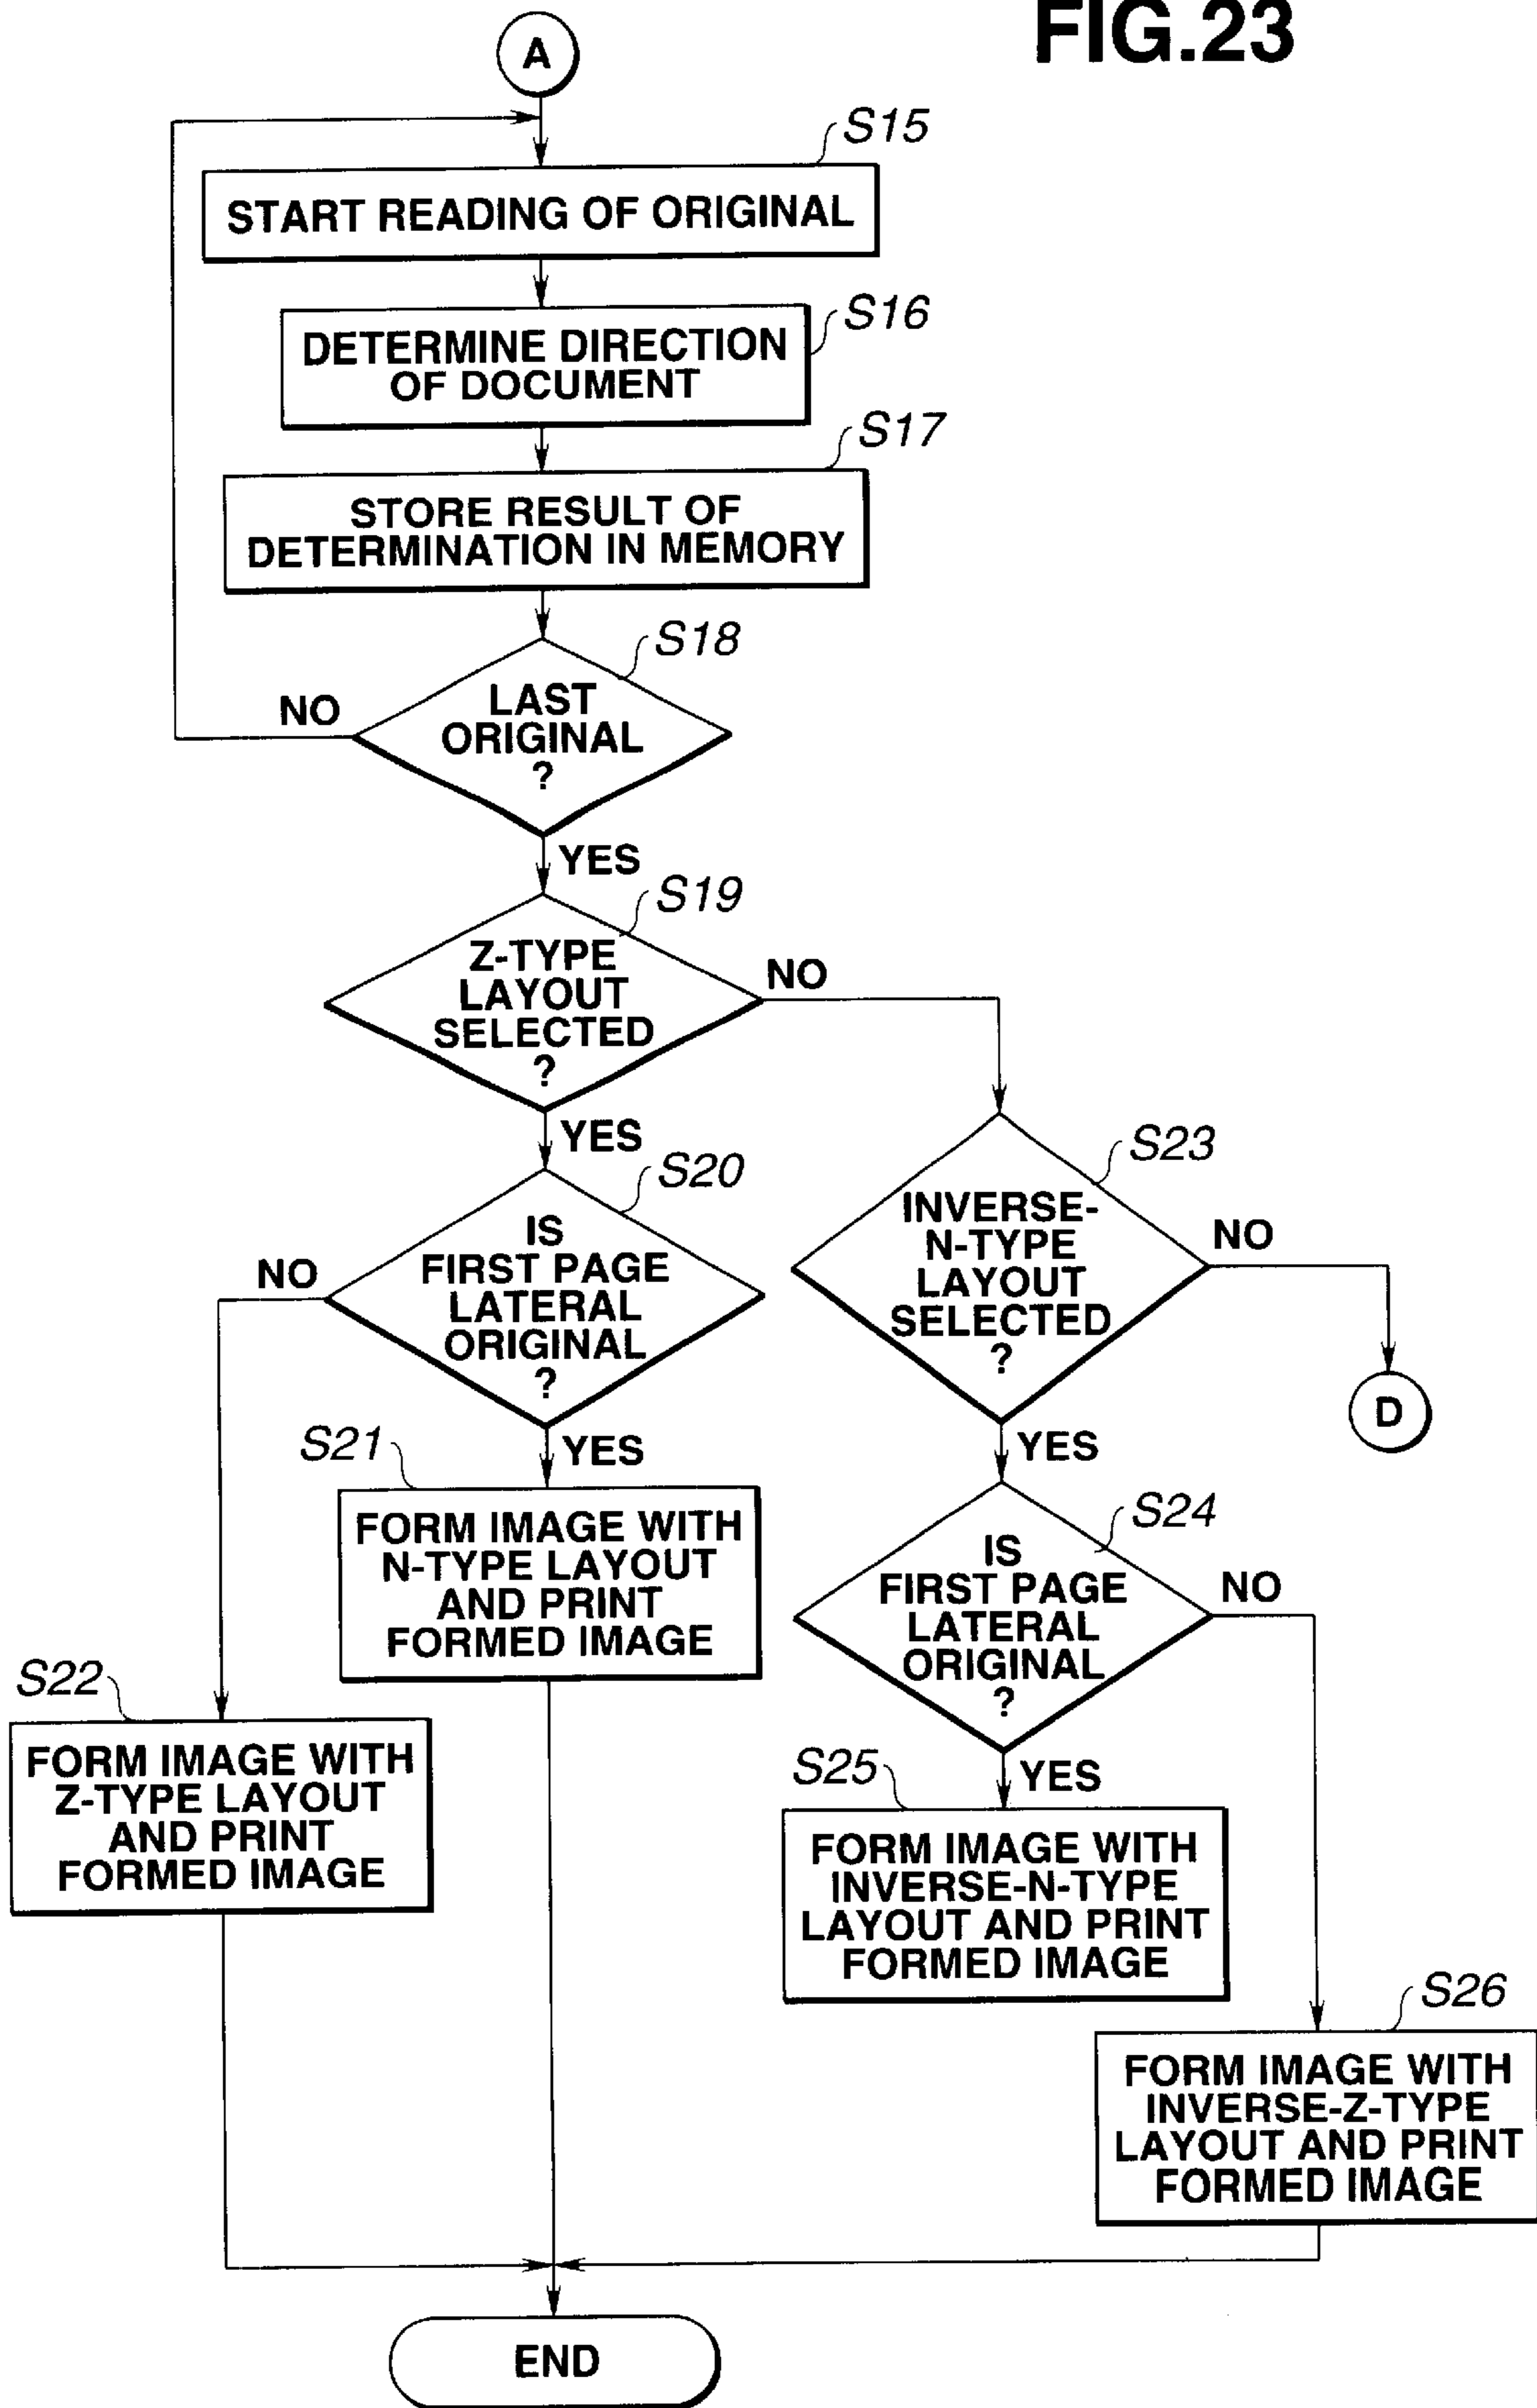 FIG.23
A
S15
START READING OF ORIGINAL
S16
DETERMINE DIRECTION
OF DOCUMENT
S17
STORE RESULT OF
DETERMINATION IN MEMORY
S18
LAST
ORIGINAL
?
NO
YES
S19
Z-TYPE
LAYOUT
SELECTED
?
NO
YES
S20
IS
FIRST PAGE
LATERAL
ORIGINAL
?
NO
YES
S23
INVERSE-
N-TYPE
LAYOUT
SELECTED
?
NO
D
YES
S21
FORM IMAGE WITH
N-TYPE LAYOUT
AND PRINT
FORMED IMAGE
S24
IS
FIRST PAGE
LATERAL
ORIGINAL
?
NO
YES
S22
FORM IMAGE WITH
Z-TYPE LAYOUT
AND PRINT
FORMED IMAGE
S25
FORM IMAGE WITH
INVERSE-N-TYPE
LAYOUT AND PRINT
FORMED IMAGE
S26
FORM IMAGE WITH
INVERSE-Z-TYPE
LAYOUT AND PRINT
FORMED IMAGE
END